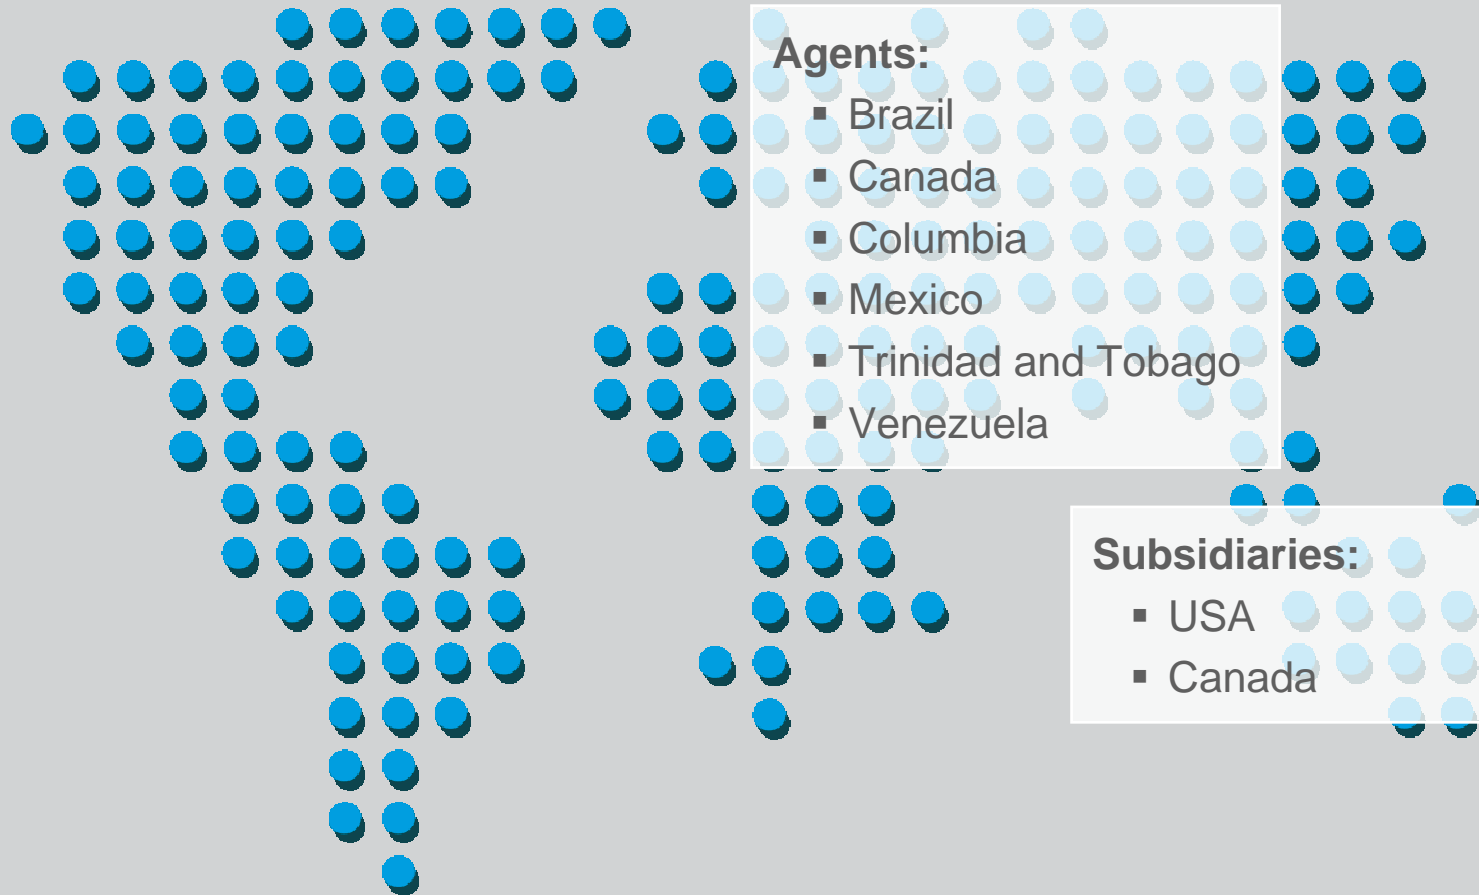 Agents:
▪ Brazil
▪ Canada
▪ Columbia
▪ Mexico
▪ Trinidad and Tobago
▪ Venezuela
Subsidiaries:
▪ USA
▪ Canada